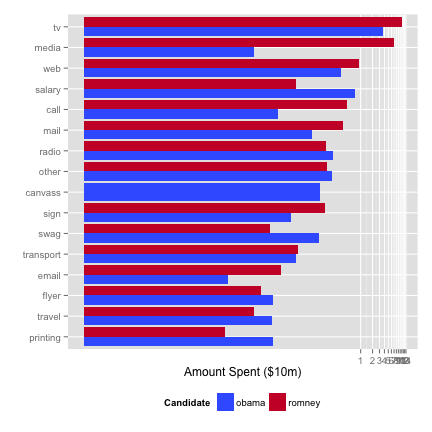 tv
media
web
salary
call
mail
radio
other
canvass
sign
swag
transport
email
flyer
travel
printing
1 2 3 4 5
Amount Spent ($10m)
Candidate obama romney